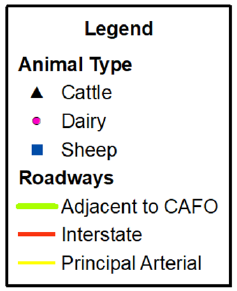 Legend
Animal Type
Cattle
Dairy
Sheep
Roadways
Adjacent to CAFO
Interstate
Principal Arterial